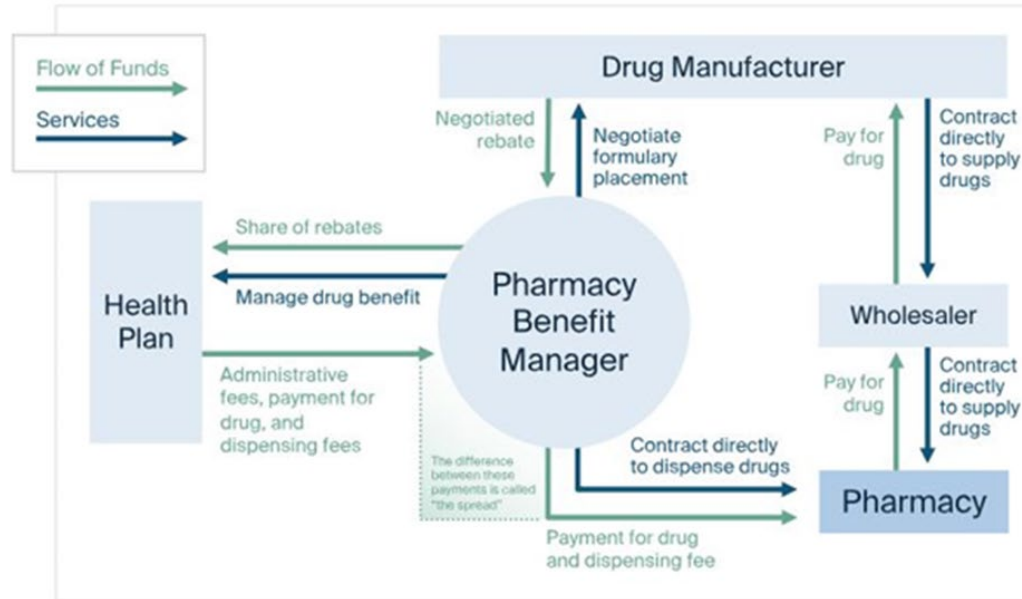 Flow of Funds
Services
Drug Manufacturer
Negotiated
rebate
Negotiate
formulary
placement
Pay for
drug
Contract
directly
to supply
drugs
Share of rebates
Manage drug benefit
Health
Plan
Pharmacy
Benefit
Manager
Wholesaler
Administrative
fees, payment for
drug, and
dispensing fees
Pay for
drug
Contract
directly
to supply
drugs
The difference
between these
payments is called
"the spread"
Contract directly
to dispense drugs
Pharmacy
Payment for drug
and dispensing fee